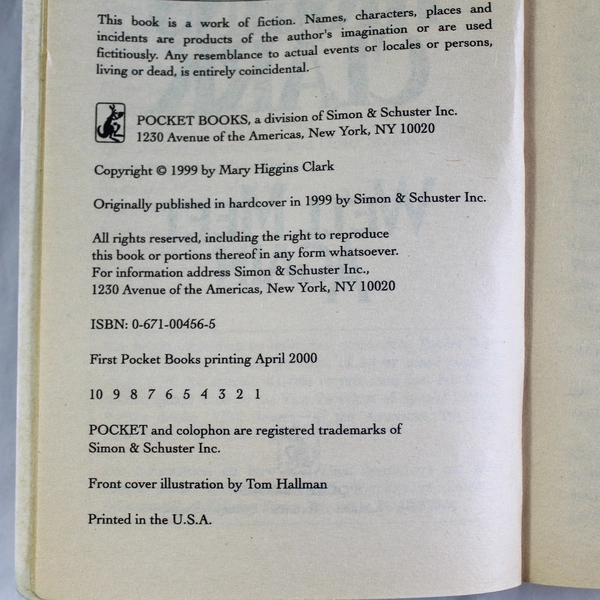 This book is a work of fiction. Names, characters, places and
incidents are products of the author's imagination or are used
fictitiously. Any resemblance to actual events or locales or persons,
living or dead, is entirely coincidental.
POCKET BOOKS, a division of Simon & Schuster Inc.
1230 Avenue of the Americas, New York, NY 10020
Copyright © 1999 by Mary Higgins Clark
Originally published in hardcover in 1999 by Simon & Schuster Inc.
All rights reserved, including the right to reproduce
this book or portions thereof in any form whatsoever.
For information address Simon & Schuster Inc.,
1230 Avenue of the Americas, New York, NY 10020
ISBN: 0-671-00456-5
First Pocket Books printing April 2000
10 9 8 7 6 5 4 3 2 1
POCKET and colophon are registered trademarks of
Simon & Schuster Inc.
Front cover illustration by Tom Hallman
Printed in the U.S.A.